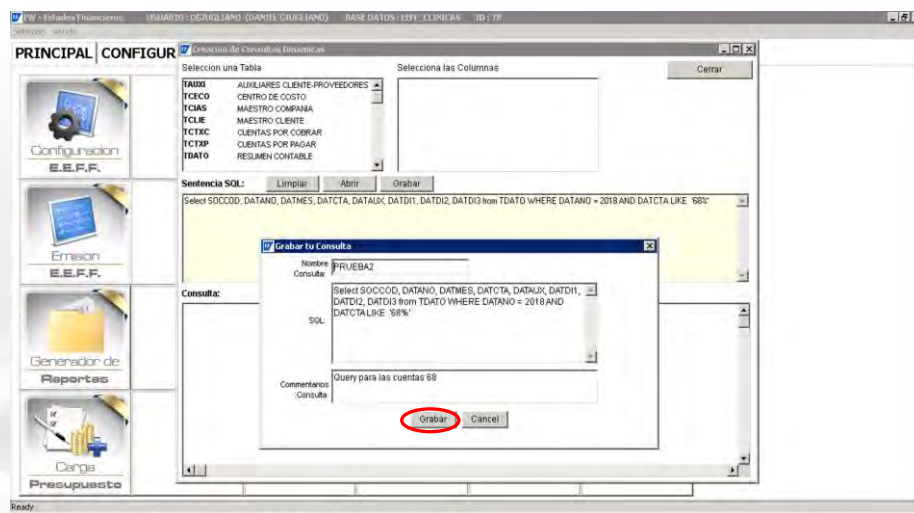 PW - Estados Financieros USUARIO : DGIUGLIANO (DANIEL GIUGLIANO) BASE DATOS : EEFF_CLINICAS ID : 78
PRINCIPAL CONFIGUR
Creacion de Consultas Dinamicas
Seleccion una Tabla
Selecciona las Columnas
Cerrar
TAUXI AUXILIARES CLIENTE-PROVEEDORES
TCECO CENTRO DE COSTO
TCIAS MAESTRO COMPAÑIA
TCLIE MAESTRO CLIENTE
TCTXC CUENTAS POR COBRAR
TCTXP CUENTAS POR PAGAR
TDATO RESUMEN CONTABLE
Sentencia SQL: Limpiar Abrir Grabar
Select SOCCOD, DATANO, DATMES, DATCTA, DATAUX, DATDI1, DATDI2, DATDI3 from TDATO WHERE DATANO = 2018 AND DATCTA LIKE '68%'
Consulta:
Grabar tu Consulta
Nombre Consulta PRUEBA2
SQL Select SOCCOD, DATANO, DATMES, DATCTA, DATAUX, DATDI1,
DATDI2, DATDI3 from TDATO WHERE DATANO = 2018 AND
DATCTA LIKE '68%'
Commentarios Consulta Query para las cuentas 68
Grabar Cancel
Configuracion
E.E.F.F.
Emision
E.E.F.F.
Generador de
Reportes
Carga
Presupuesto
Ready